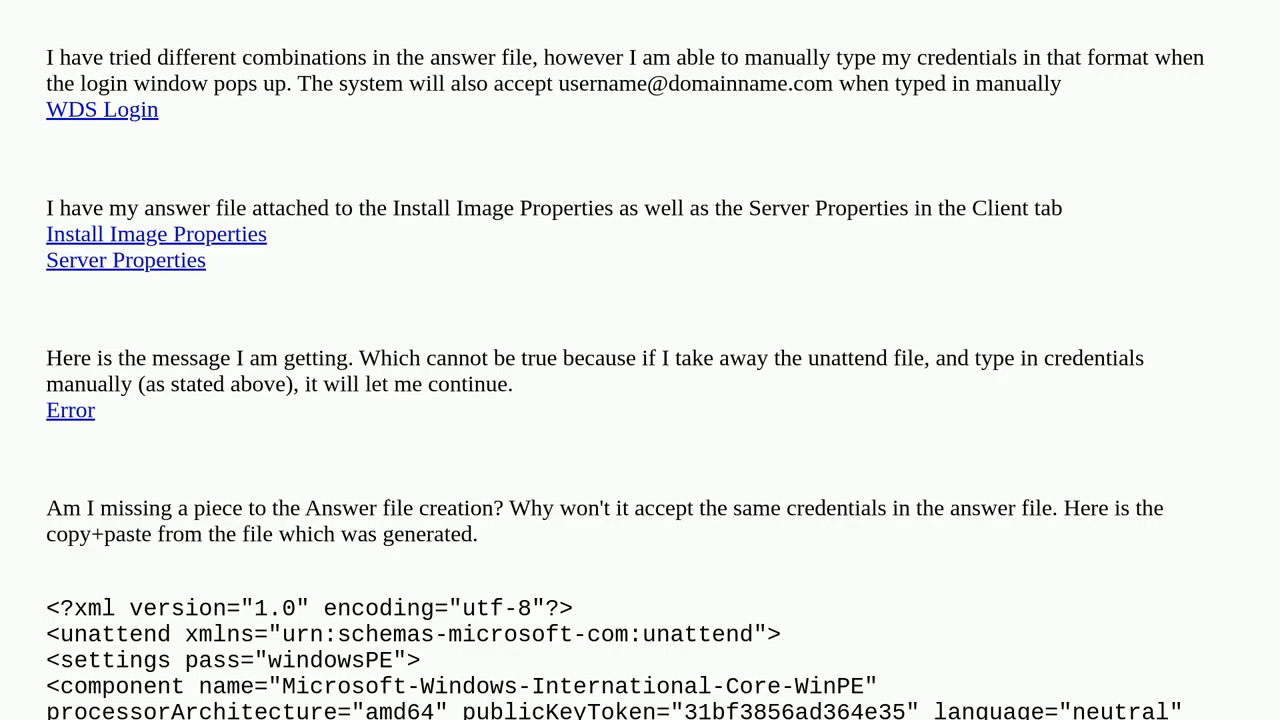 I have tried different combinations in the answer file, however I am able to manually type my credentials in that format when
the login window pops up. The system will also accept username@domainname.com when typed in manually
WDS Login
I have my answer file attached to the Install Image Properties as well as the Server Properties in the Client tab
Install Image Properties
Server Properties
Here is the message I am getting. Which cannot be true because if I take away the unattend file, and type in credentials
manually (as stated above), it will let me continue.
Error
Am I missing a piece to the Answer file creation? Why won't it accept the same credentials in the answer file. Here is the
copy+paste from the file which was generated.
<?xml version="1.0" encoding="utf-8"?>
<unattend xmlns="urn:schemas-microsoft-com:unattend">
<settings pass="windowsPE">
<component name="Microsoft-Windows-International-Core-WinPE"
processorArchitecture="amd64" publicKeyToken="31bf3856ad364e35" language="neutral"